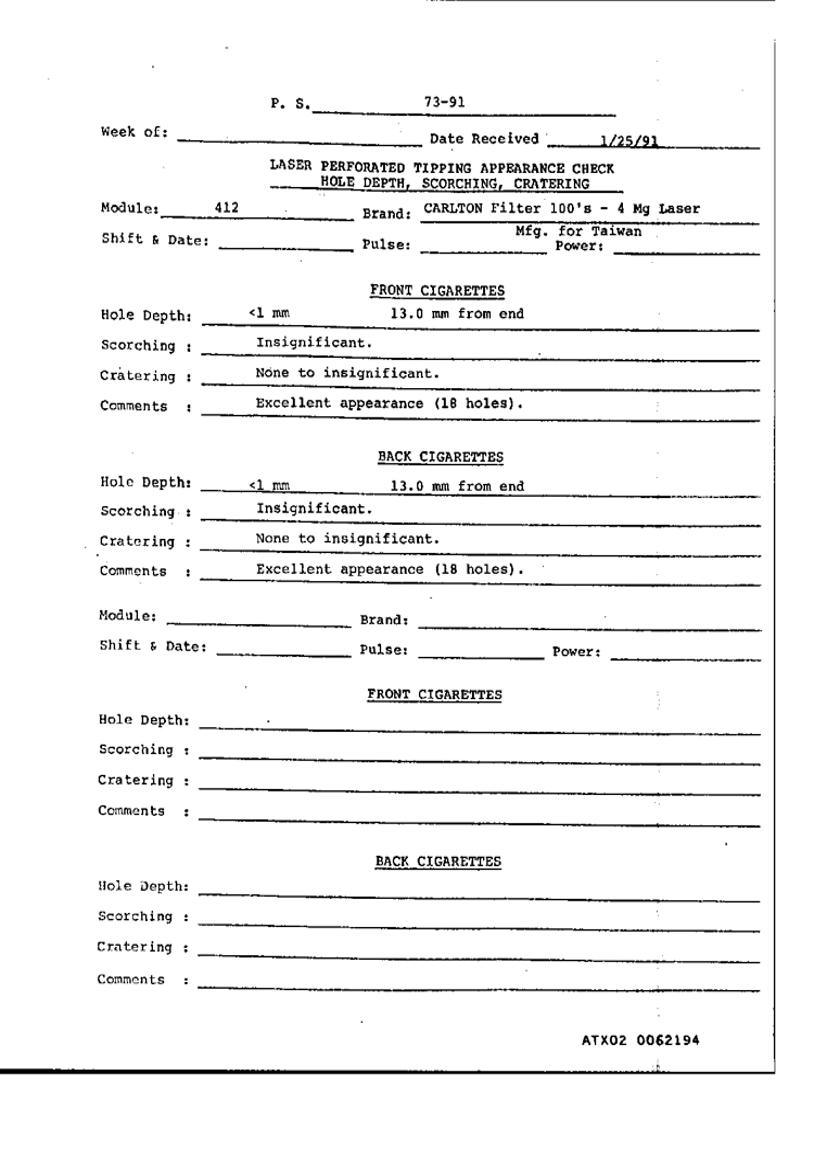 P. S. 73-91
Week of: Date Received 1/25/91
LASER PERFORATED TIPPING APPEARANCE CHECK
HOLE DEPTH, SCORCHING, CRATERING
Module: 412 Brand: CARLTON Filter 100's - 4 Mg Laser
Mfg. for Taiwan
Shift & Date: Pulse: Power:
FRONT CIGARETTES
Hole Depth: <1 mm 13.0 mm from end
Scorching : Insignificant.
Cratering : None to insignificant.
Comments : Excellent appearance (18 holes).
BACK CIGARETTES
Hole Depth: <1 mm 13.0 mm from end
Scorching : Insignificant.
Cratering : None to insignificant.
Comments : Excellent appearance (18 holes).
Module: Brand:
Shift & Date: Pulse: Power:
FRONT CIGARETTES
Hole Depth:
Scorching :
Cratering :
Comments :
BACK CIGARETTES
Hole Depth:
Scorching :
Cratering :
Comments :
ATX02 0062194